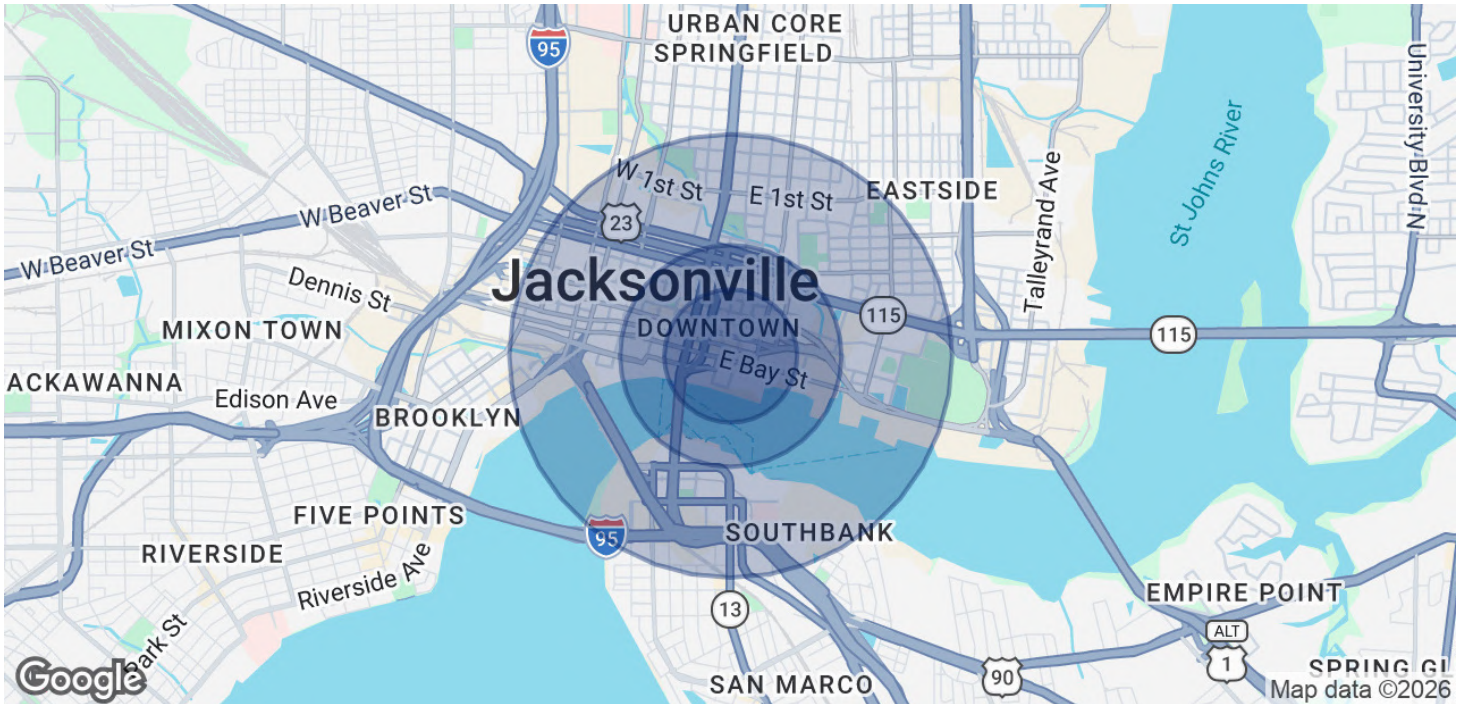 URBAN CORE
SPRINGFIELD
95
University Blvd N
St Johns River
Talleyrand Ave
W 1st St
E 1st St
EASTSIDE
W Beaver St
23
W Beaver St
Jacksonville
Dennis St
115
MIXON TOWN
DOWNTOWN
115
E Bay St
ACKAWANNA
Edison Ave
BROOKLYN
FIVE POINTS
SOUTHBANK
95
RIVERSIDE
Riverside Ave
EMPIRE POINT
13
Park St
ALT
1
SPRING GL
90
SAN MARCO
Google
Map data ©2026